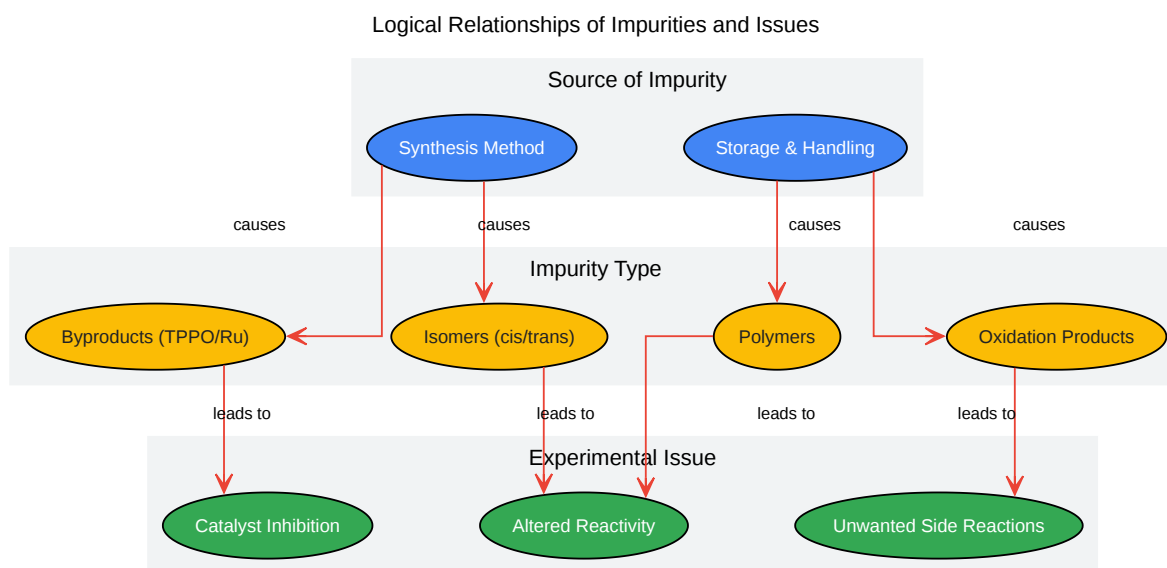 Logical Relationships of Impurities and Issues
Source of Impurity
Synthesis Method
Storage & Handling
causes
causes
causes
causes
Impurity Type
Byproducts (TPPO/Ru)
Isomers (cis/trans)
Polymers
Oxidation Products
leads to
leads to
leads to
leads to
Experimental Issue
Catalyst Inhibition
Altered Reactivity
Unwanted Side Reactions